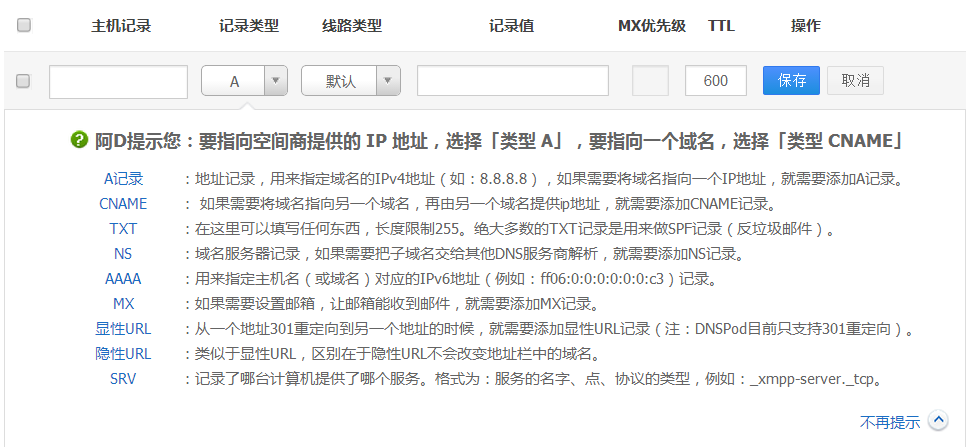 主机记录 记录类型 线路类型 记录值 MX优先级 TTL 操作
A 默认 600 保存 取消
阿D提示您：要指向空间商提供的 IP 地址，选择「类型 A」，要指向一个域名，选择「类型 CNAME」
A记录 ：地址记录，用来指定域名的IPv4地址（如：8.8.8.8），如果需要将域名指向一个IP地址，就需要添加A记录。
CNAME ： 如果需要将域名指向另一个域名，再由另一个域名提供ip地址，就需要添加CNAME记录。
TXT ：在这里可以填写任何东西，长度限制255。绝大多数的TXT记录是用来做SPF记录（反垃圾邮件）。
NS ：域名服务器记录，如果需要把子域名交给其他DNS服务商解析，就需要添加NS记录。
AAAA ：用来指定主机名（或域名）对应的IPv6地址（例如：ff06:0:0:0:0:0:0:c3）记录。
MX ：如果需要设置邮箱，让邮箱能收到邮件，就需要添加MX记录。
显性URL ：从一个地址301重定向到另一个地址的时候，就需要添加显性URL记录（注：DNSPod目前只支持301重定向）。
隐性URL ：类似于显性URL，区别在于隐性URL不会改变地址栏中的域名。
SRV ：记录了哪台计算机提供了哪个服务。格式为：服务的名字、点、协议的类型，例如：_xmpp-server._tcp。
不再提示